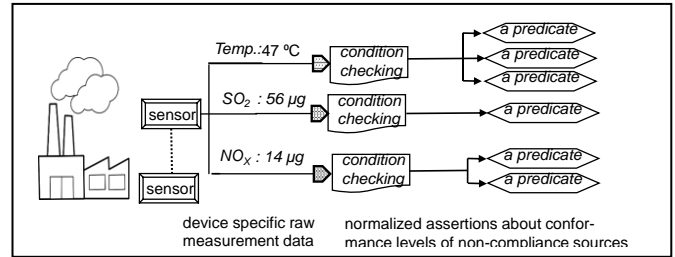 a predicate
Temp.:47 ºC
condition
checking
a predicate
a predicate
sensor
SO2 : 56 µg
condition
checking
a predicate
NOX : 14 µg
condition
checking
a predicate
a predicate
sensor
device specific raw
measurement data
normalized assertions about confor-
mance levels of non-compliance sources